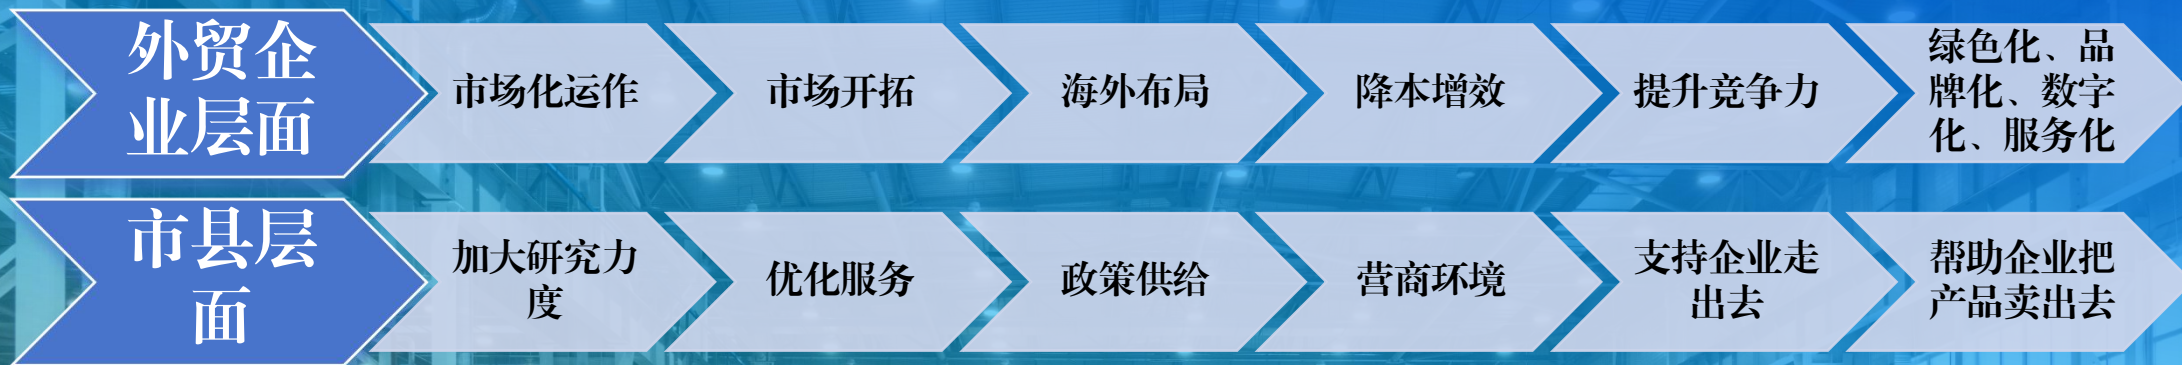 外贸企
业层面
市场化运作
市场开拓
海外布局
降本增效
提升竞争力
绿色化、品
牌化、数字
化、服务化
市县层
面
加大研究力
度
优化服务
政策供给
营商环境
支持企业走
出去
帮助企业把
产品卖出去